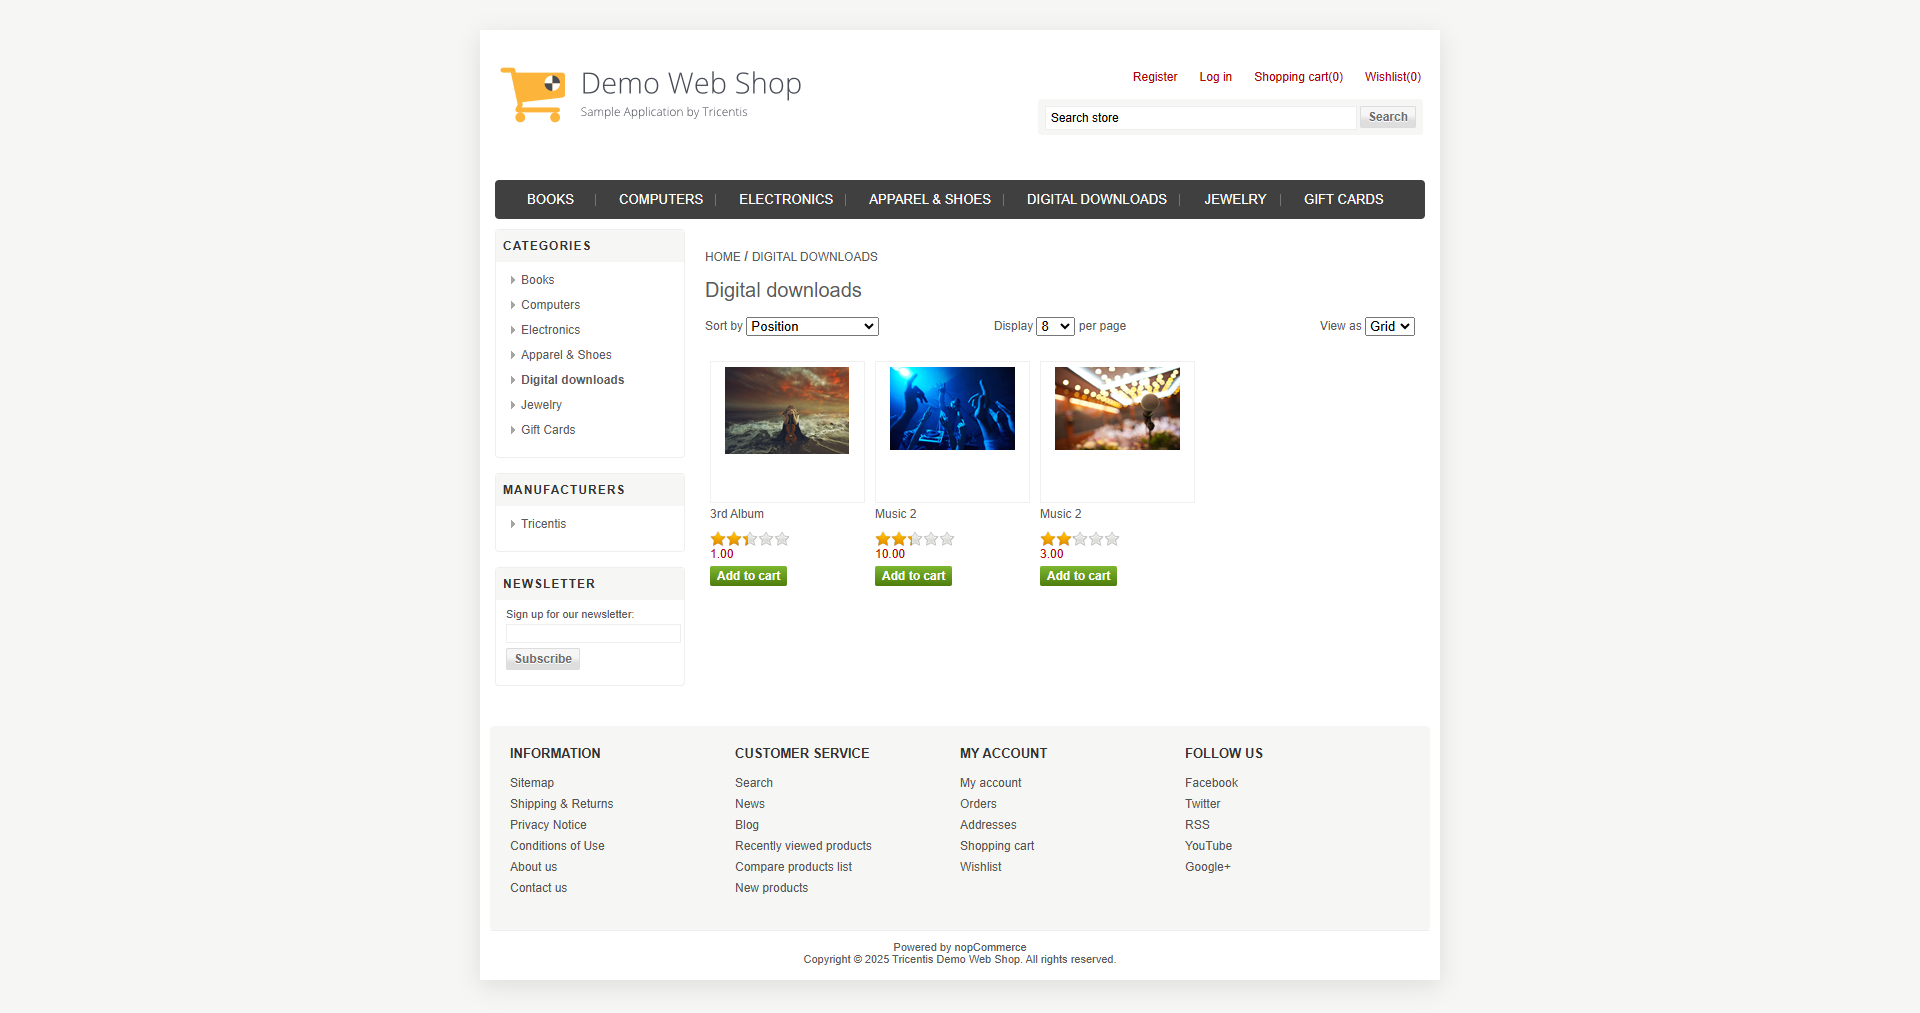 Demo Web Shop
Sample Application by Tricentis
Register Log in Shopping cart(0) Wishlist(0)
Search store Search
BOOKS COMPUTERS ELECTRONICS APPAREL & SHOES DIGITAL DOWNLOADS JEWELRY GIFT CARDS
CATEGORIES
Books
Computers
Electronics
Apparel & Shoes
Digital downloads
Jewelry
Gift Cards
MANUFACTURERS
Tricentis
NEWSLETTER
Sign up for our newsletter:
Subscribe
HOME / DIGITAL DOWNLOADS
Digital downloads
Sort by Position Display 8 per page View as Grid
3rd Album
1.00
Add to cart
Music 2
10.00
Add to cart
Music 2
3.00
Add to cart
INFORMATION
Sitemap
Shipping & Returns
Privacy Notice
Conditions of Use
About us
Contact us
CUSTOMER SERVICE
Search
News
Blog
Recently viewed products
Compare products list
New products
MY ACCOUNT
My account
Orders
Addresses
Shopping cart
Wishlist
FOLLOW US
Facebook
Twitter
RSS
YouTube
Google+
Powered by nopCommerce
Copyright © 2025 Tricentis Demo Web Shop. All rights reserved.